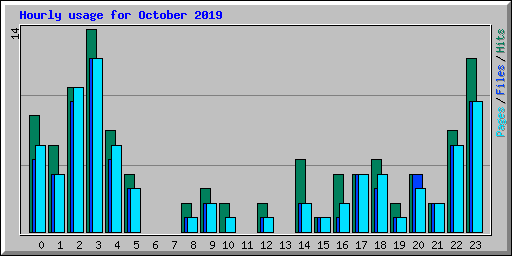 Hourly usage for October 2019
14
Pages/Files/Hits
0 1 2 3 4 5 6 7 8 9 10 11 12 13 14 15 16 17 18 19 20 21 22 23